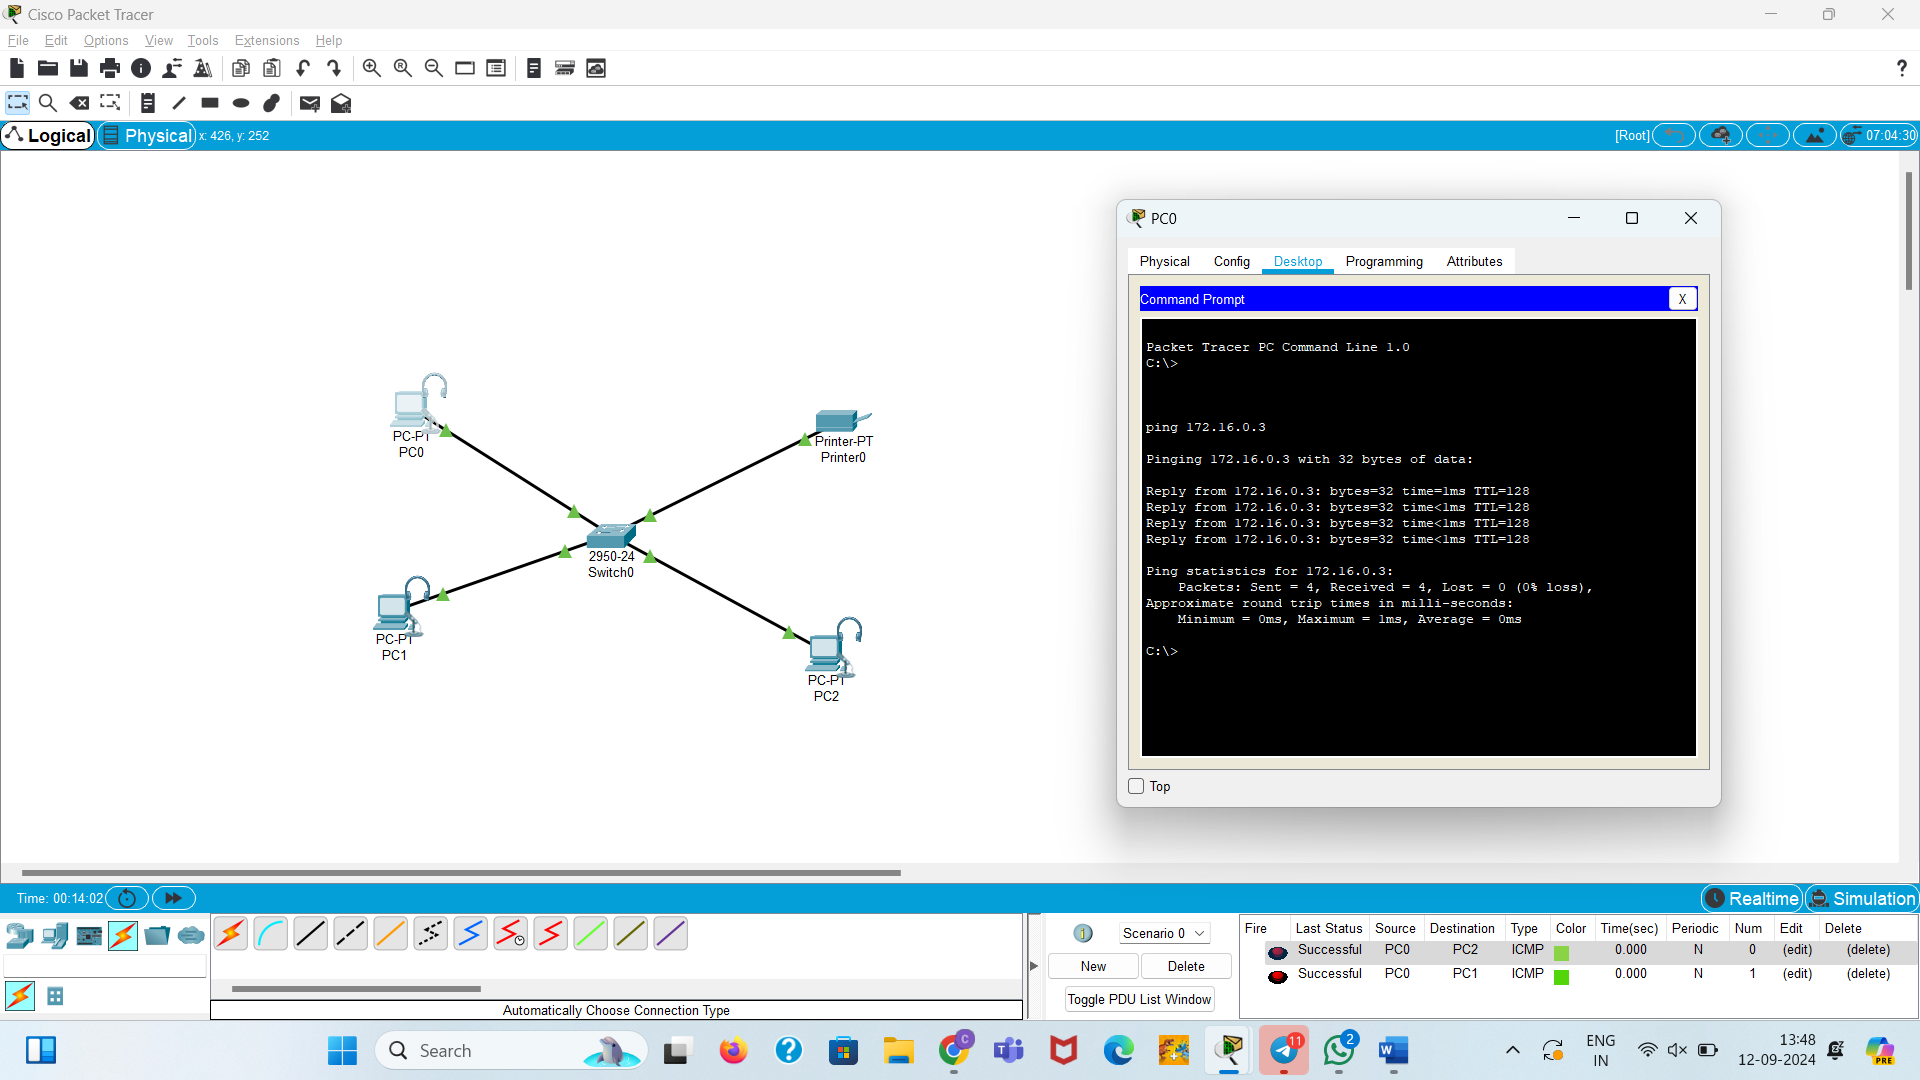 Cisco Packet Tracer
File Edit Options View Tools Extensions Help
?
Logical Physical x: 426, y: 252 [Root] 07:04:30
PC-PT
PC0
Printer-PT
Printer0
2950-24
Switch0
PC-PT
PC1
PC-PT
PC2
PC0
Physical Config Desktop Programming Attributes
Command Prompt X
Packet Tracer PC Command Line 1.0
C:\>
ping 172.16.0.3
Pinging 172.16.0.3 with 32 bytes of data:
Reply from 172.16.0.3: bytes=32 time=1ms TTL=128
Reply from 172.16.0.3: bytes=32 time<1ms TTL=128
Reply from 172.16.0.3: bytes=32 time<1ms TTL=128
Reply from 172.16.0.3: bytes=32 time<1ms TTL=128
Ping statistics for 172.16.0.3:
Packets: Sent = 4, Received = 4, Lost = 0 (0% loss),
Approximate round trip times in milli-seconds:
Minimum = 0ms, Maximum = 1ms, Average = 0ms
C:\>
Top
Time: 00:14:02 Realtime Simulation
Scenario 0
New Delete
Toggle PDU List Window
Automatically Choose Connection Type
Fire Last Status Source Destination Type Color Time(sec) Periodic Num Edit Delete
Successful PC0 PC2 ICMP 0.000 N 0 (edit) (delete)
Successful PC0 PC1 ICMP 0.000 N 1 (edit) (delete)
Search
C
11
2
ENG
IN
13:48
12-09-2024
PRE